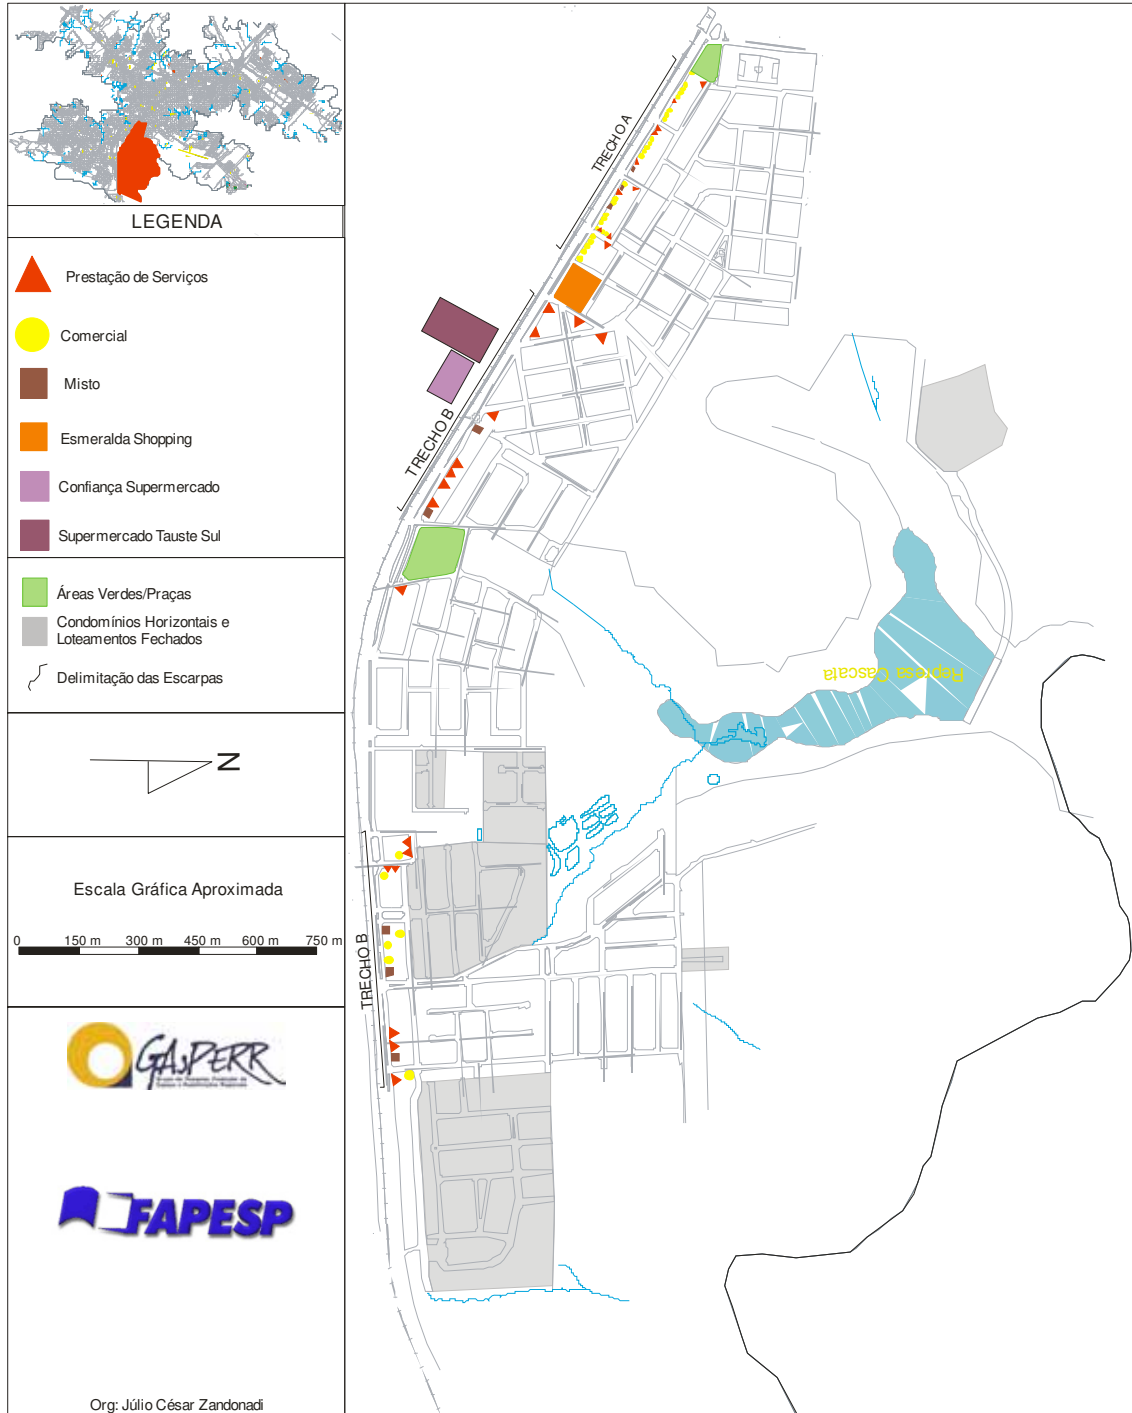 LEGENDA
Prestação de Serviços
Comercial
Misto
Esmeralda Shopping
Confiança Supermercado
Supermercado Tauste Sul
Áreas Verdes/Praças
Condomínios Horizontais e
Loteamentos Fechados
Delimitação das Escarpas
N
Escala Gráfica Aproximada
0 150 m 300 m 450 m 600 m 750 m
GAsPERR
FAPESP
Org: Júlio César Zandonadi
TRECHO A
TRECHO B
Represa Cascata
TRECHO B